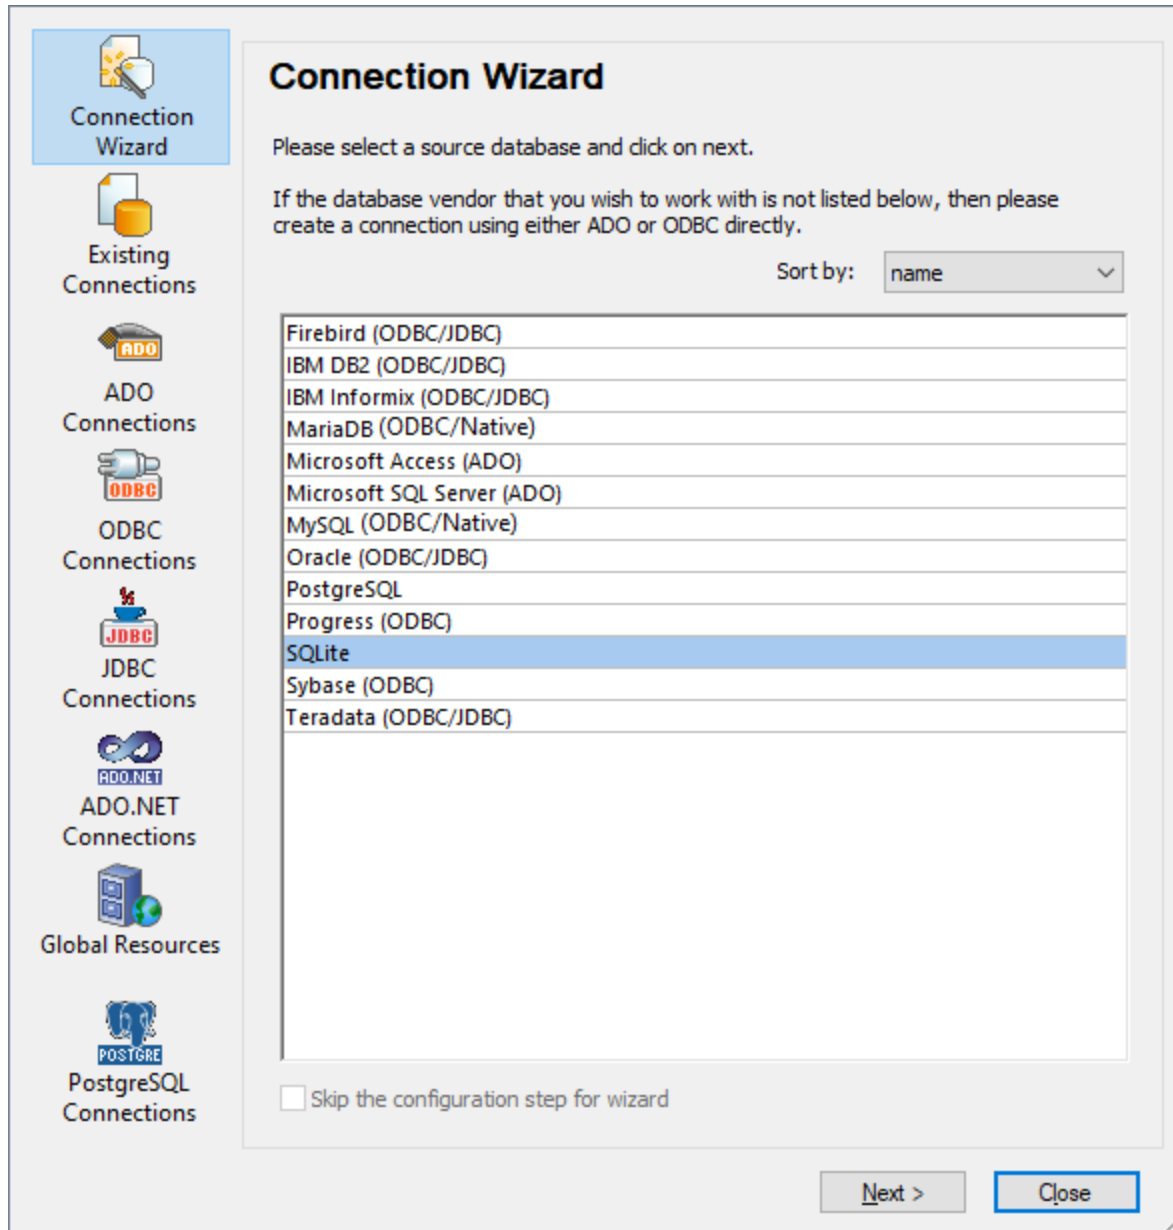 Connection
Wizard
Existing
Connections
ADO
ADO
Connections
ODBC
ODBC
Connections
JDBC
JDBC
Connections
ADO.NET
ADO.NET
Connections
Global Resources
POSTGRE
PostgreSQL
Connections
Connection Wizard
Please select a source database and click on next.
If the database vendor that you wish to work with is not listed below, then please
create a connection using either ADO or ODBC directly.
Sort by: name
Firebird (ODBC/JDBC)
IBM DB2 (ODBC/JDBC)
IBM Informix (ODBC/JDBC)
MariaDB (ODBC/Native)
Microsoft Access (ADO)
Microsoft SQL Server (ADO)
MySQL (ODBC/Native)
Oracle (ODBC/JDBC)
PostgreSQL
Progress (ODBC)
SQLite
Sybase (ODBC)
Teradata (ODBC/JDBC)
Skip the configuration step for wizard
Next > Close